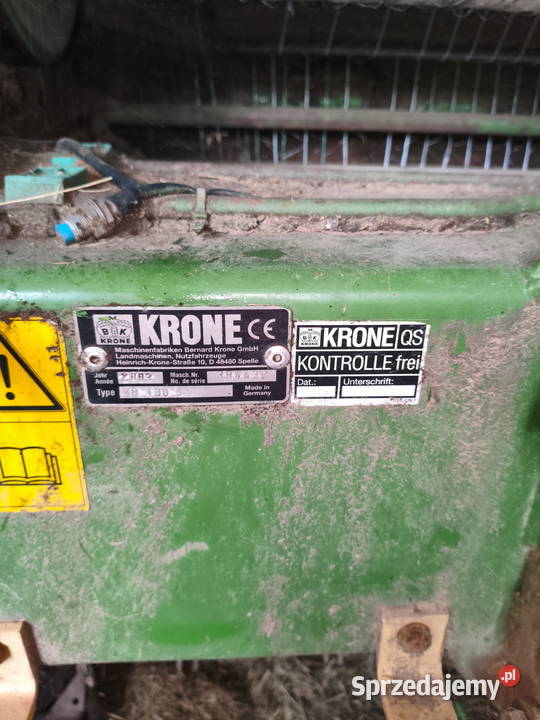 B K
KRONE
KRONE CE
Maschinenfabriken Bernard Krone GmbH
Landmaschinen, Nutzfahrzeuge
Heinrich-Krone-Straße 10, D 48480 Spelle
Jahr
Année
Masch.Nr.
No. de série
Type
Made in
Germany
KRONE
KRONE QS
KONTROLLE frei
Dat.:
Unterschrift:
Sprzedajemy.pl